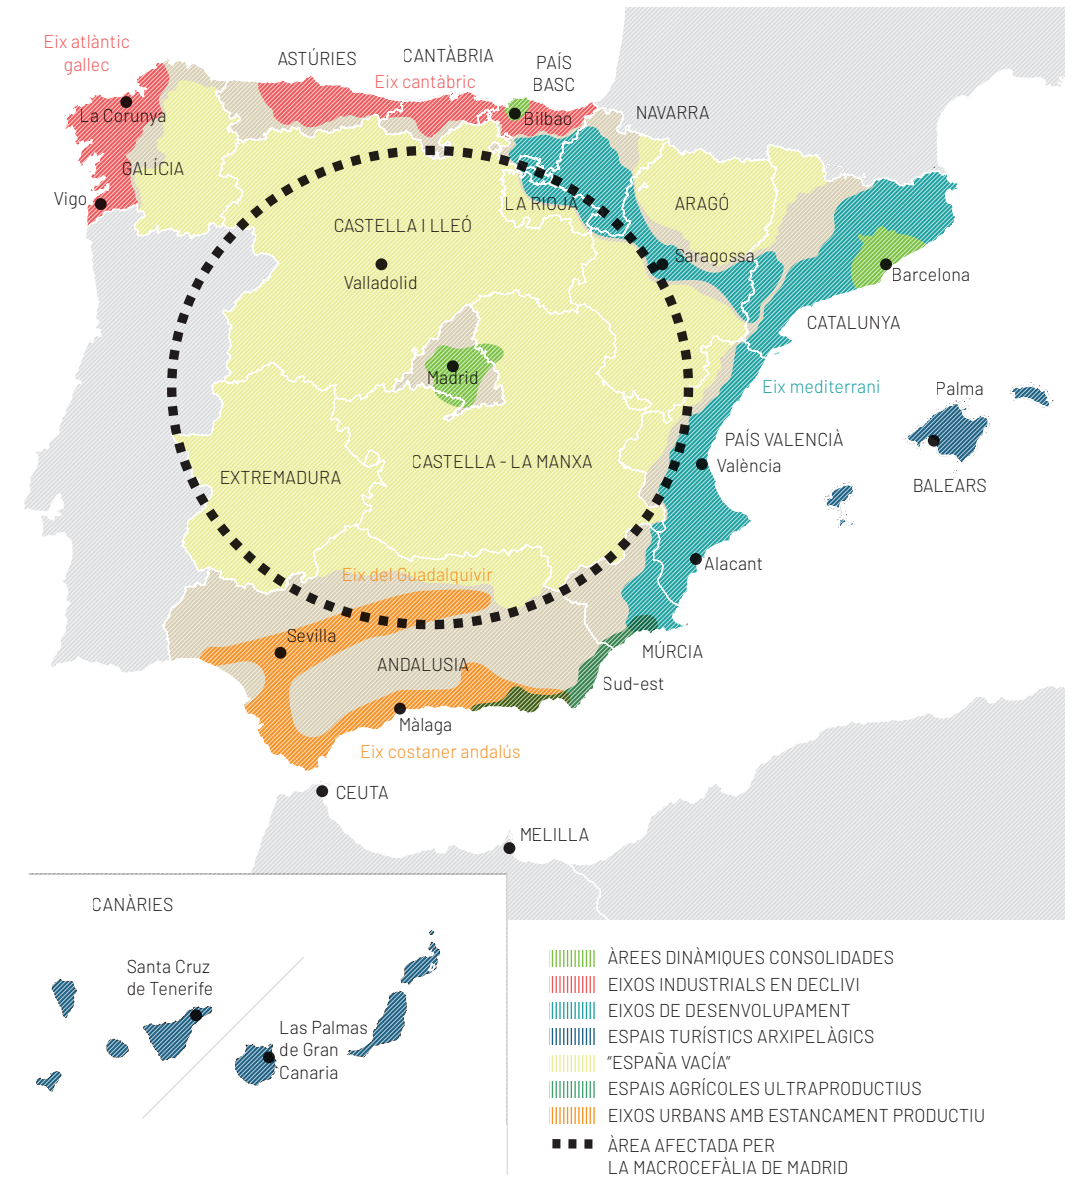 Eix atlàntic
gallec
ASTÚRIES
CANTÀBRIA
Eix cantàbric
PAÍS
BASC
NAVARRA
La Corunya
Bilbao
GALÍCIA
Vigo
LA RIOJA
ARAGÓ
CASTELLA I LLEÓ
Valladolid
Saragossa
Barcelona
CATALUNYA
Madrid
Eix mediterrani
Palma
PAÍS VALENCIÀ
València
CASTELLA - LA MANXA
EXTREMADURA
BALEARS
Alacant
Eix del Guadalquivir
Sevilla
MÚRCIA
ANDALUSIA
Sud-est
Màlaga
Eix costaner andalús
CEUTA
MELILLA
CANÀRIES
Santa Cruz
de Tenerife
Las Palmas
de Gran
Canaria
ÀREES DINÀMIQUES CONSOLIDADES
EIXOS INDUSTRIALS EN DECLIVI
EIXOS DE DESENVOLUPAMENT
ESPAIS TURÍSTICS ARXIPELÀGICS
“ESPAÑA VACÍA”
ESPAIS AGRÍCOLES ULTRAPRODUCTIUS
EIXOS URBANS AMB ESTANCAMENT PRODUCTIU
ÀREA AFECTADA PER
LA MACROCEFÀLIA DE MADRID